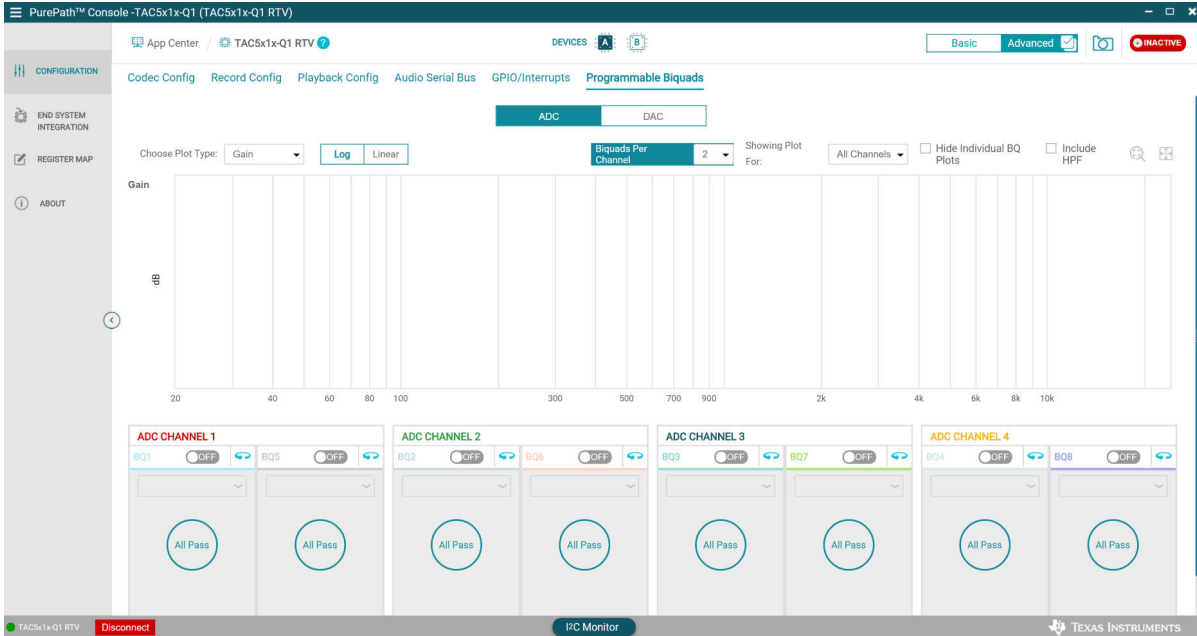 PurePath™ Console -TAC5x1x-Q1 (TAC5x1x-Q1 RTV)
App Center / TAC5x1x-Q1 RTV ?
DEVICES A B
Basic Advanced
INACTIVE
CONFIGURATION
END SYSTEM
INTEGRATION
REGISTER MAP
ABOUT
Codec Config Record Config Playback Config Audio Serial Bus GPIO/Interrupts Programmable Biquads
ADC DAC
Choose Plot Type: Gain
Log Linear
Biquads Per
Channel
2
Showing Plot
For:
All Channels
Hide Individual BQ
Plots
Include
HPF
Gain
dB
20 40 60 80 100 300 500 700 900 2k 4k 6k 8k 10k
ADC CHANNEL 1
BQ1 OFF BQ5 OFF
All Pass All Pass
ADC CHANNEL 2
BQ2 OFF BQ6 OFF
All Pass All Pass
ADC CHANNEL 3
BQ3 OFF BQ7 OFF
All Pass All Pass
ADC CHANNEL 4
BQ4 OFF BQ8 OFF
All Pass All Pass
TAC5x1x-Q1 RTV Disconnect
I²C Monitor
TEXAS INSTRUMENTS